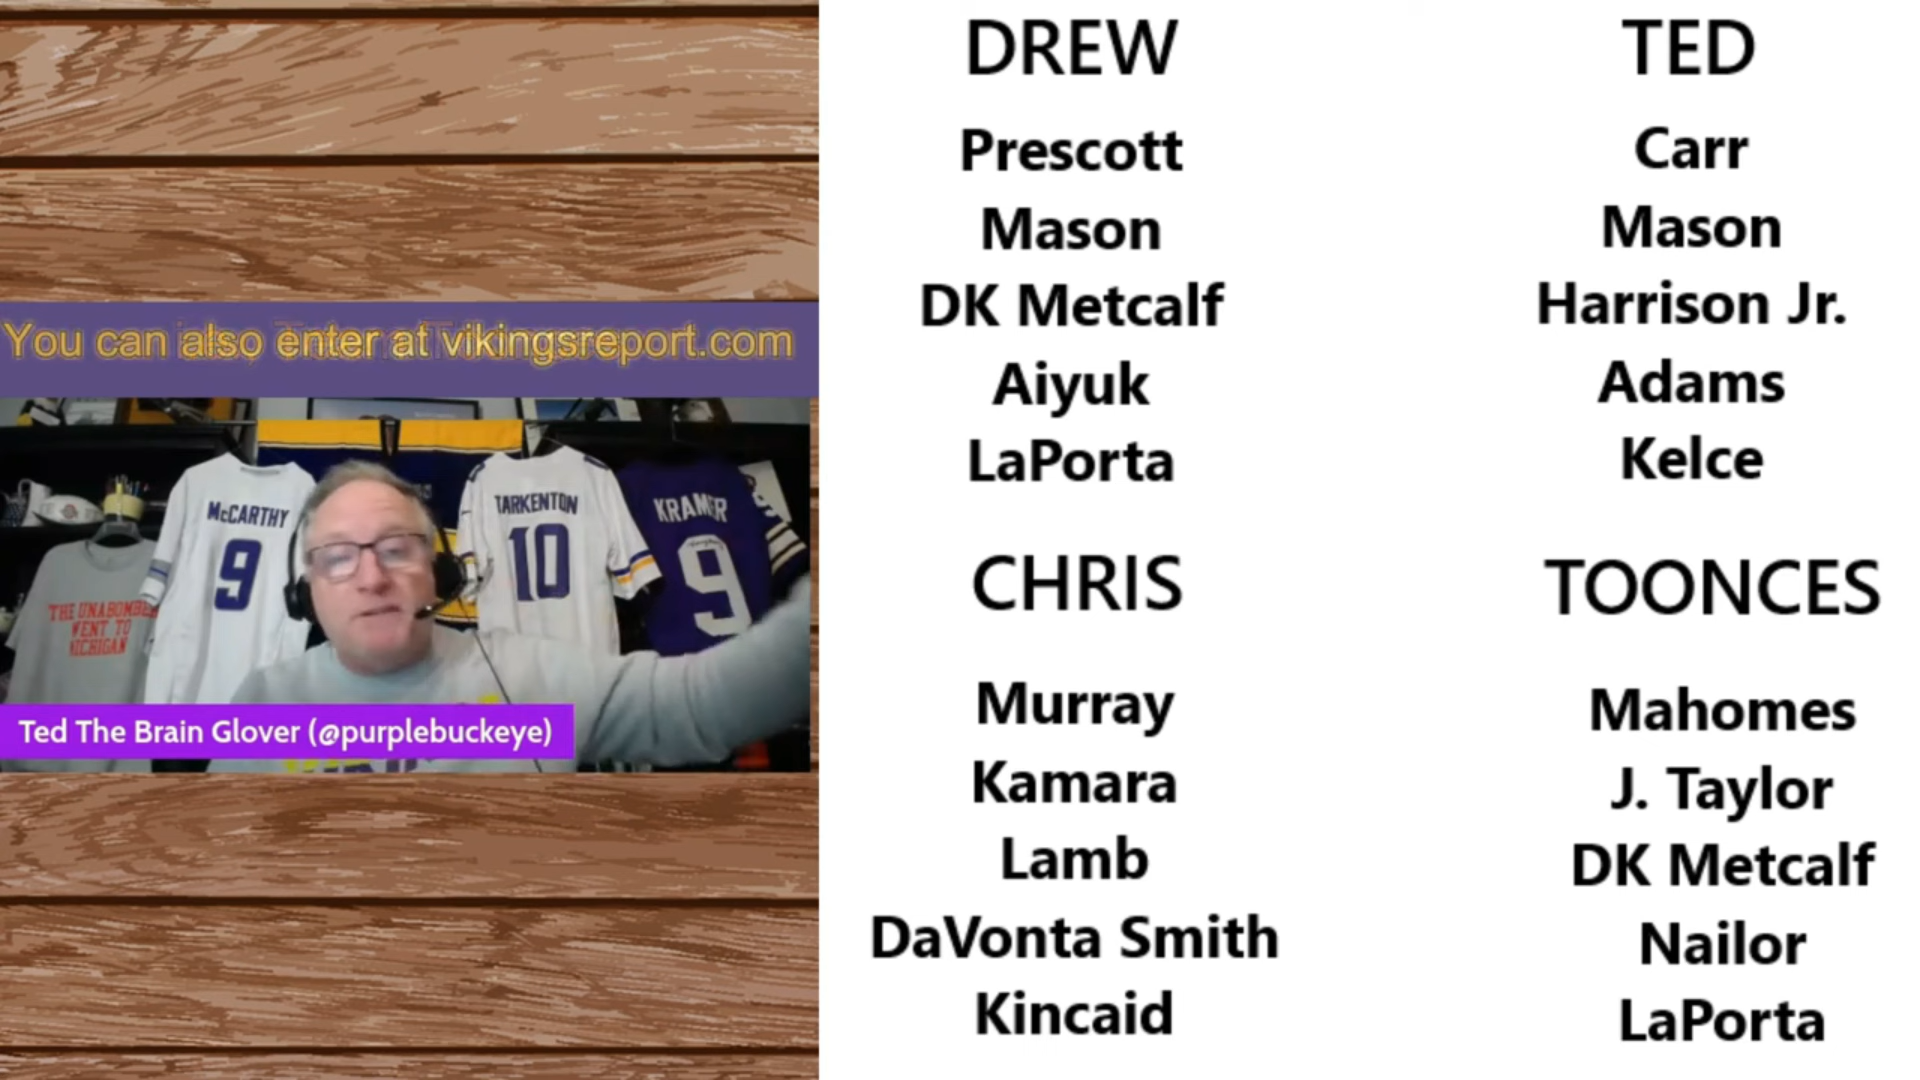 You can also enter at vikingsreport.com
McCARTHY
9
TARKENTON
10
KRAMER
9
THE UNABOMBER
WENT TO
MICHIGAN
Ted The Brain Glover (@purplebuckeye)
DREW
Prescott
Mason
DK Metcalf
Aiyuk
LaPorta
TED
Carr
Mason
Harrison Jr.
Adams
Kelce
CHRIS
Murray
Kamara
Lamb
DaVonta Smith
Kincaid
TOONCES
Mahomes
J. Taylor
DK Metcalf
Nailor
LaPorta